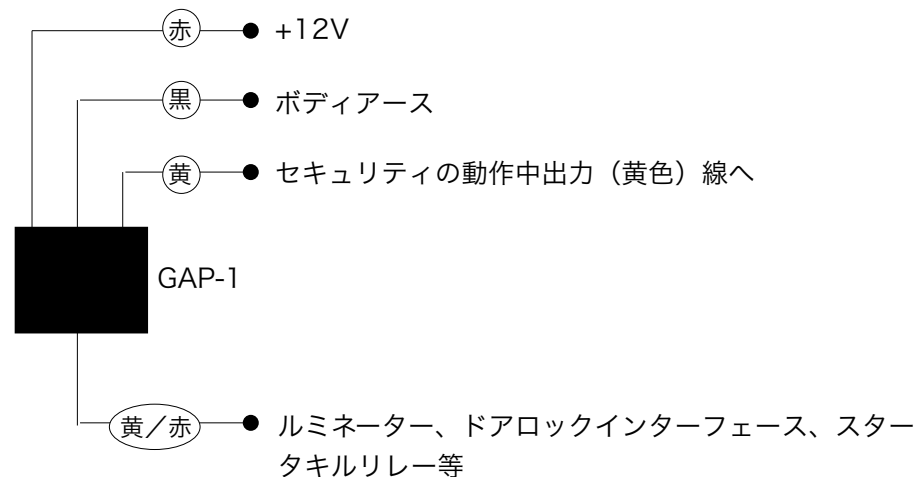 赤 +12V
黒 ボディアース
黄 セキュリティの動作中出力（黄色）線へ
GAP-1
黄／赤 ルミネーター、ドアロックインターフェース、スター
タキルリレー等